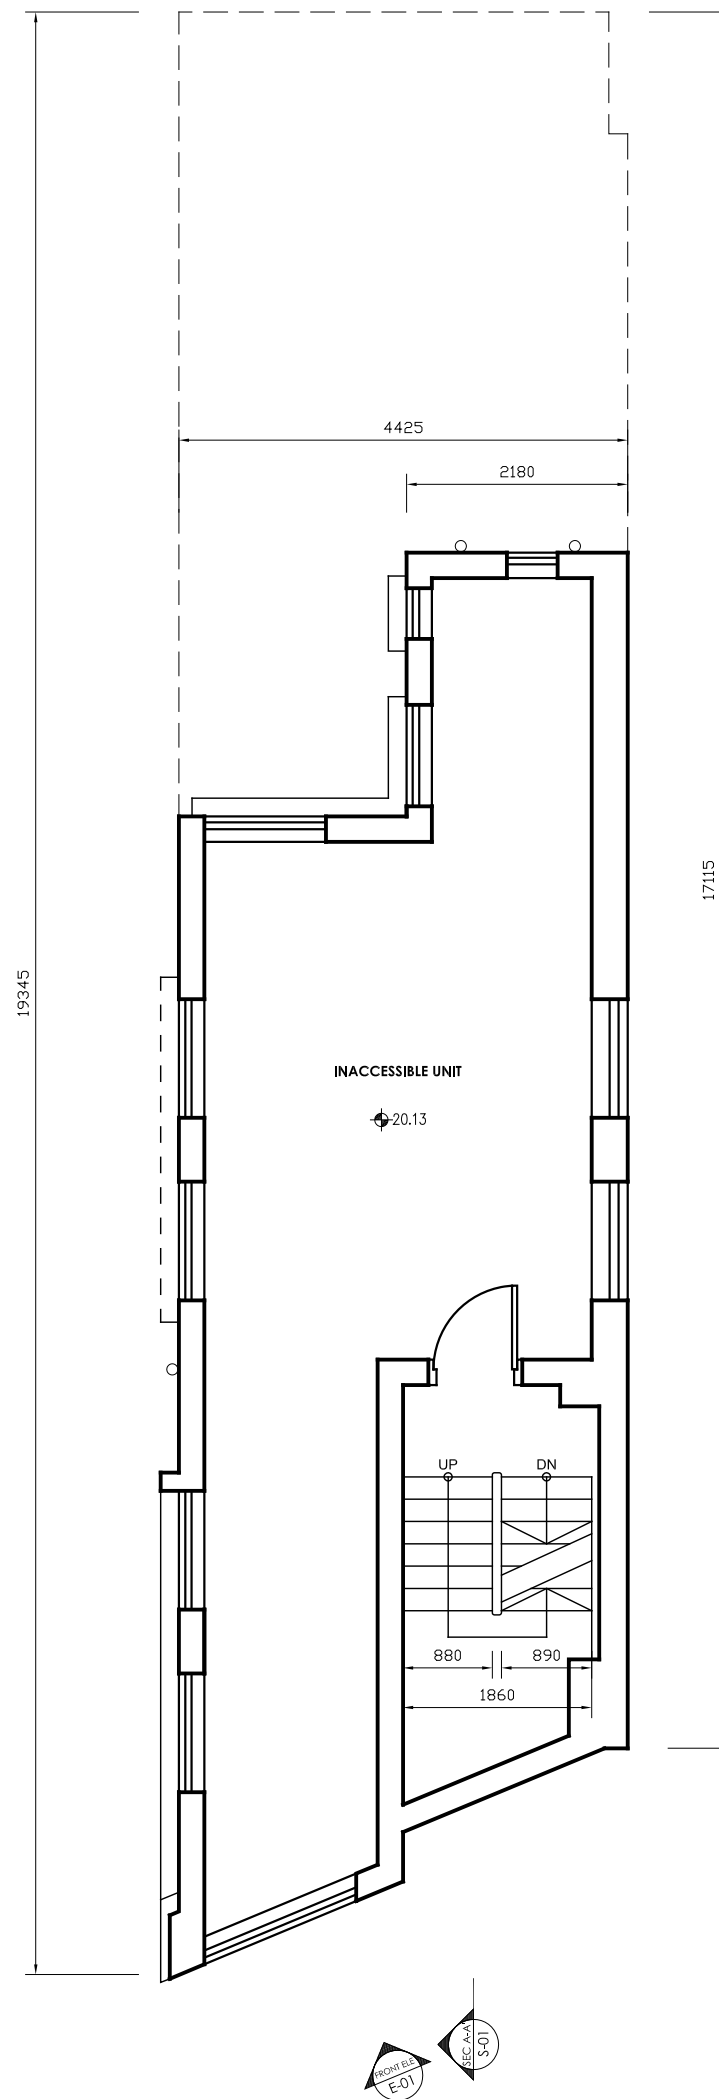 4425
2180
17115
19345
INACCESSIBLE UNIT
20.13
UP DN
880 890
1860
SEC A-A'
S-01
FRONT ELE
E-01